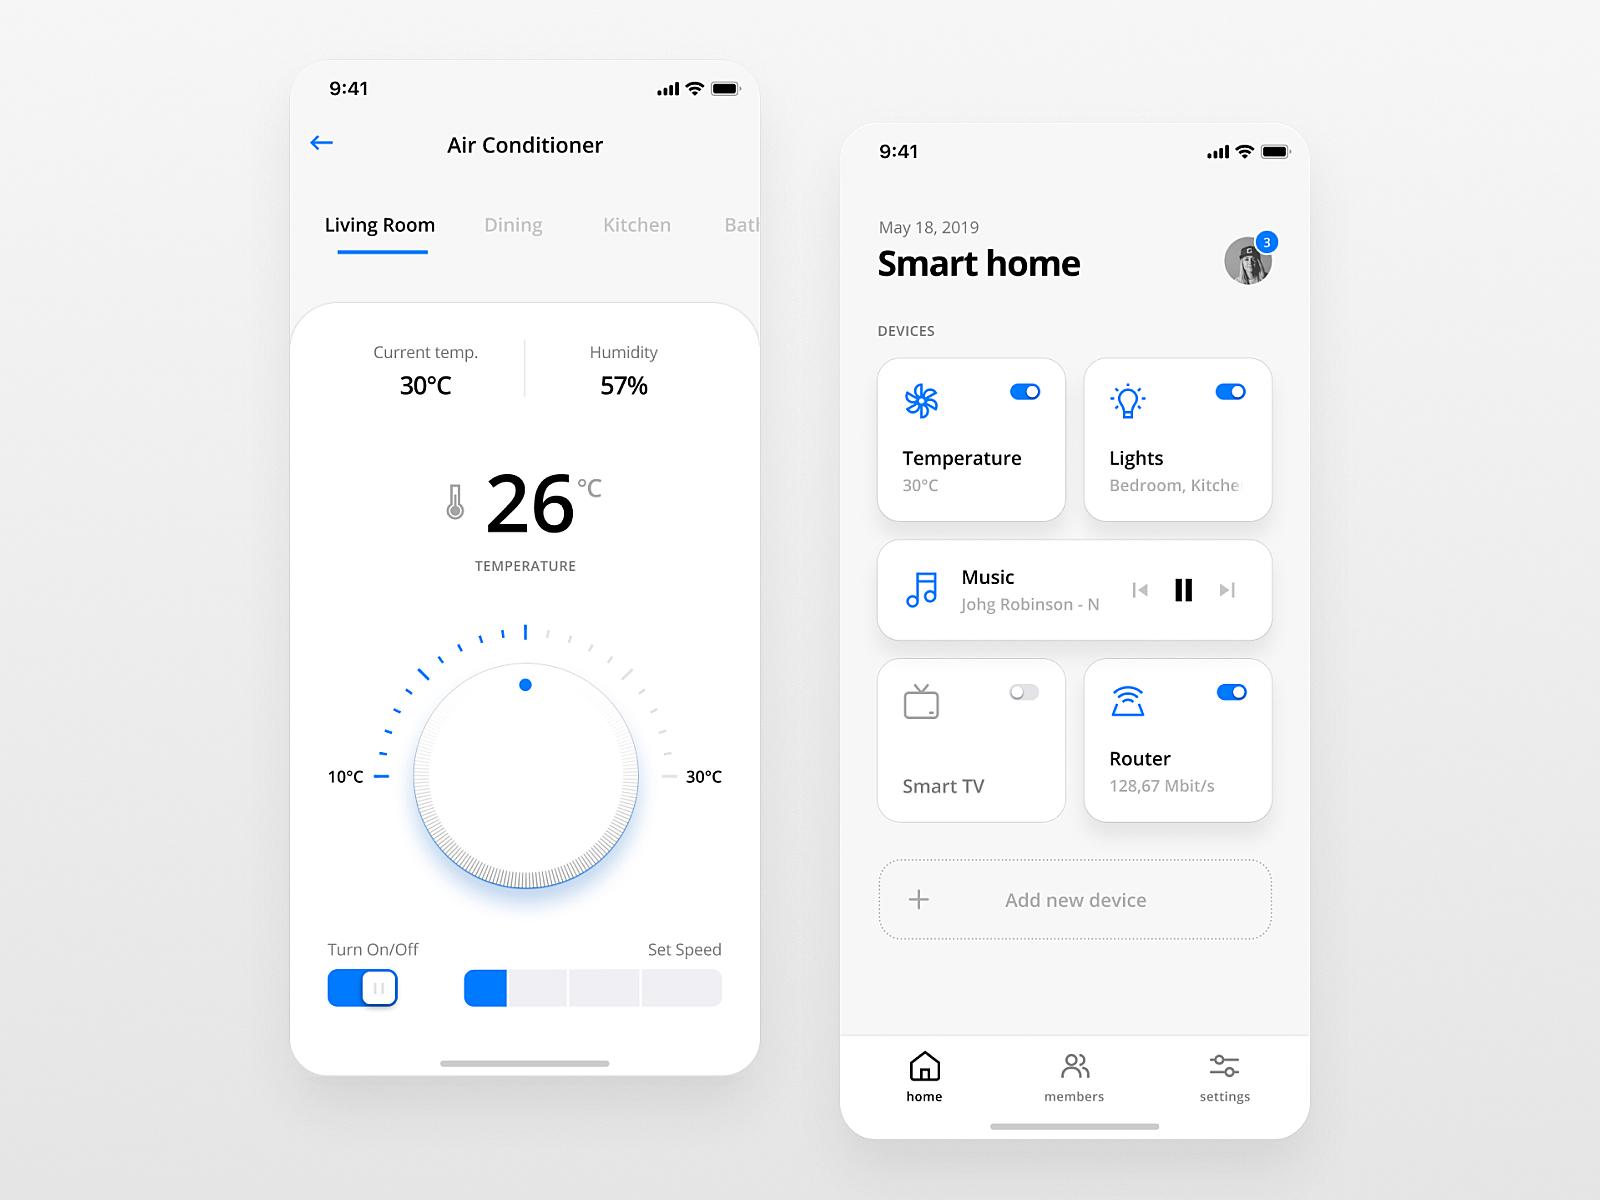 9:41
Air Conditioner
Living Room Dining Kitchen Bath
Current temp. Humidity
30°C 57%
26 °C
TEMPERATURE
10°C 30°C
Turn On/Off Set Speed
9:41
May 18, 2019
Smart home
3
DEVICES
Temperature
30°C
Lights
Bedroom, Kitche
Music
Johg Robinson - N
Smart TV
Router
128,67 Mbit/s
Add new device
home members settings